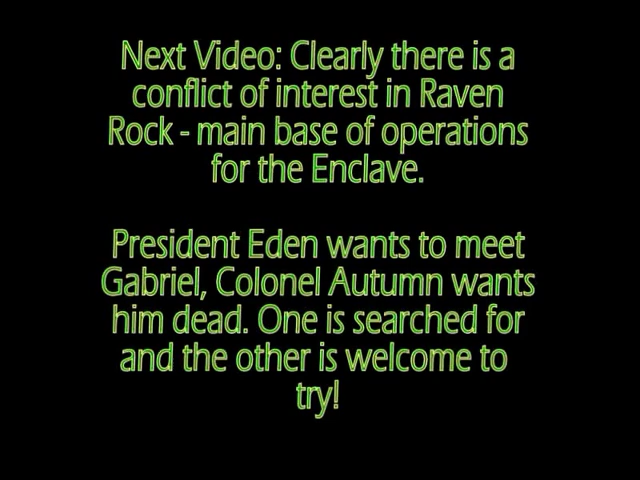 Next Video: Clearly there is a
conflict of interest in Raven
Rock - main base of operations
for the Enclave.
President Eden wants to meet
Gabriel, Colonel Autumn wants
him dead. One is searched for
and the other is welcome to
try!